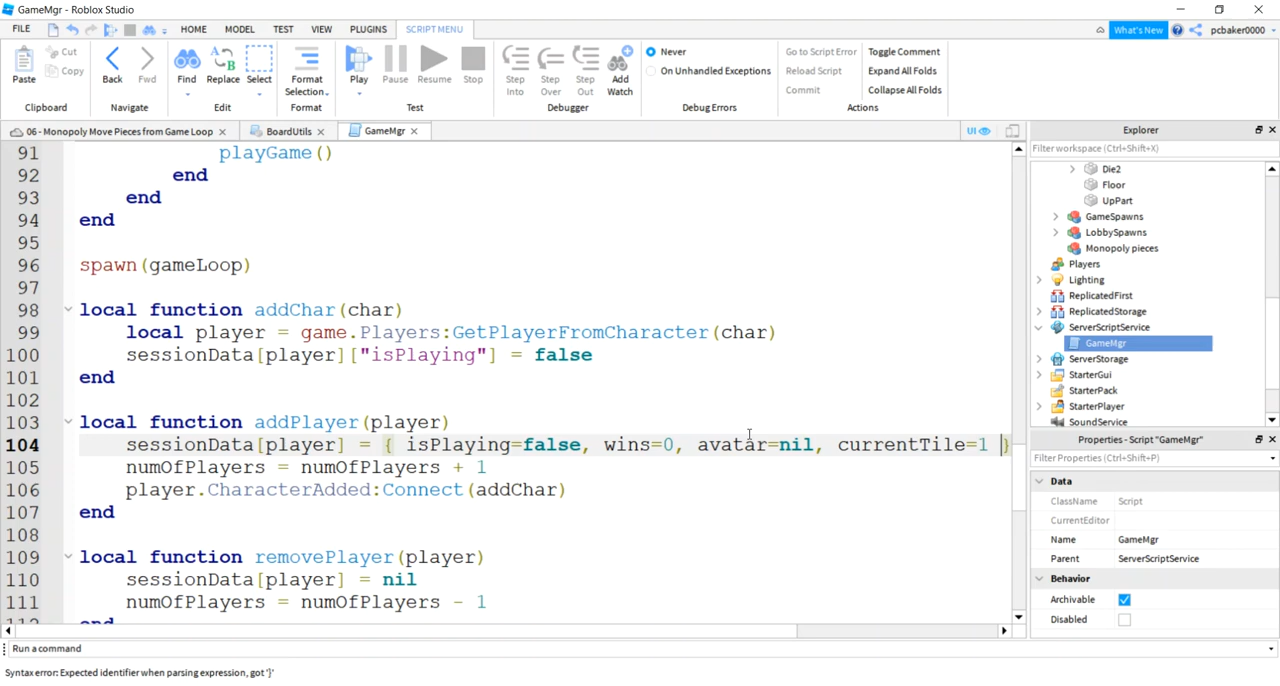 GameMgr - Roblox Studio
FILE HOME MODEL TEST VIEW PLUGINS SCRIPT MENU What's New pcbaker0000
Paste Cut Copy Back Fwd Find Replace Select Format Selection Play Pause Resume Stop Step Into Step Over Step Out Add Watch Never On Unhandled Exceptions Go to Script Error Reload Script Commit Toggle Comment Expand All Folds Collapse All Folds
Clipboard Navigate Edit Format Test Debugger Debug Errors Actions
06 - Monopoly Move Pieces from Game Loop BoardUtils GameMgr UI
91 playGame()
92 end
93 end
94 end
95
96 spawn(gameLoop)
97
98 local function addChar(char)
99 local player = game.Players:GetPlayerFromCharacter(char)
100 sessionData[player]["isPlaying"] = false
101 end
102
103 local function addPlayer(player)
104 sessionData[player] = { isPlaying=false, wins=0, avatar=nil, currentTile=1 }
105 numOfPlayers = numOfPlayers + 1
106 player.CharacterAdded:Connect(addChar)
107 end
108
109 local function removePlayer(player)
110 sessionData[player] = nil
111 numOfPlayers = numOfPlayers - 1
112 end
Explorer
Filter workspace (Ctrl+Shift+X)
Die2
Floor
UpPart
GameSpawns
LobbySpawns
Monopoly pieces
Players
Lighting
ReplicatedFirst
ReplicatedStorage
ServerScriptService
GameMgr
ServerStorage
StarterGui
StarterPack
StarterPlayer
SoundService
Properties - Script "GameMgr"
Filter Properties (Ctrl+Shift+P)
Data
ClassName Script
CurrentEditor
Name GameMgr
Parent ServerScriptService
Behavior
Archivable
Disabled
Run a command
Syntax error: Expected identifier when parsing expression, got '}'